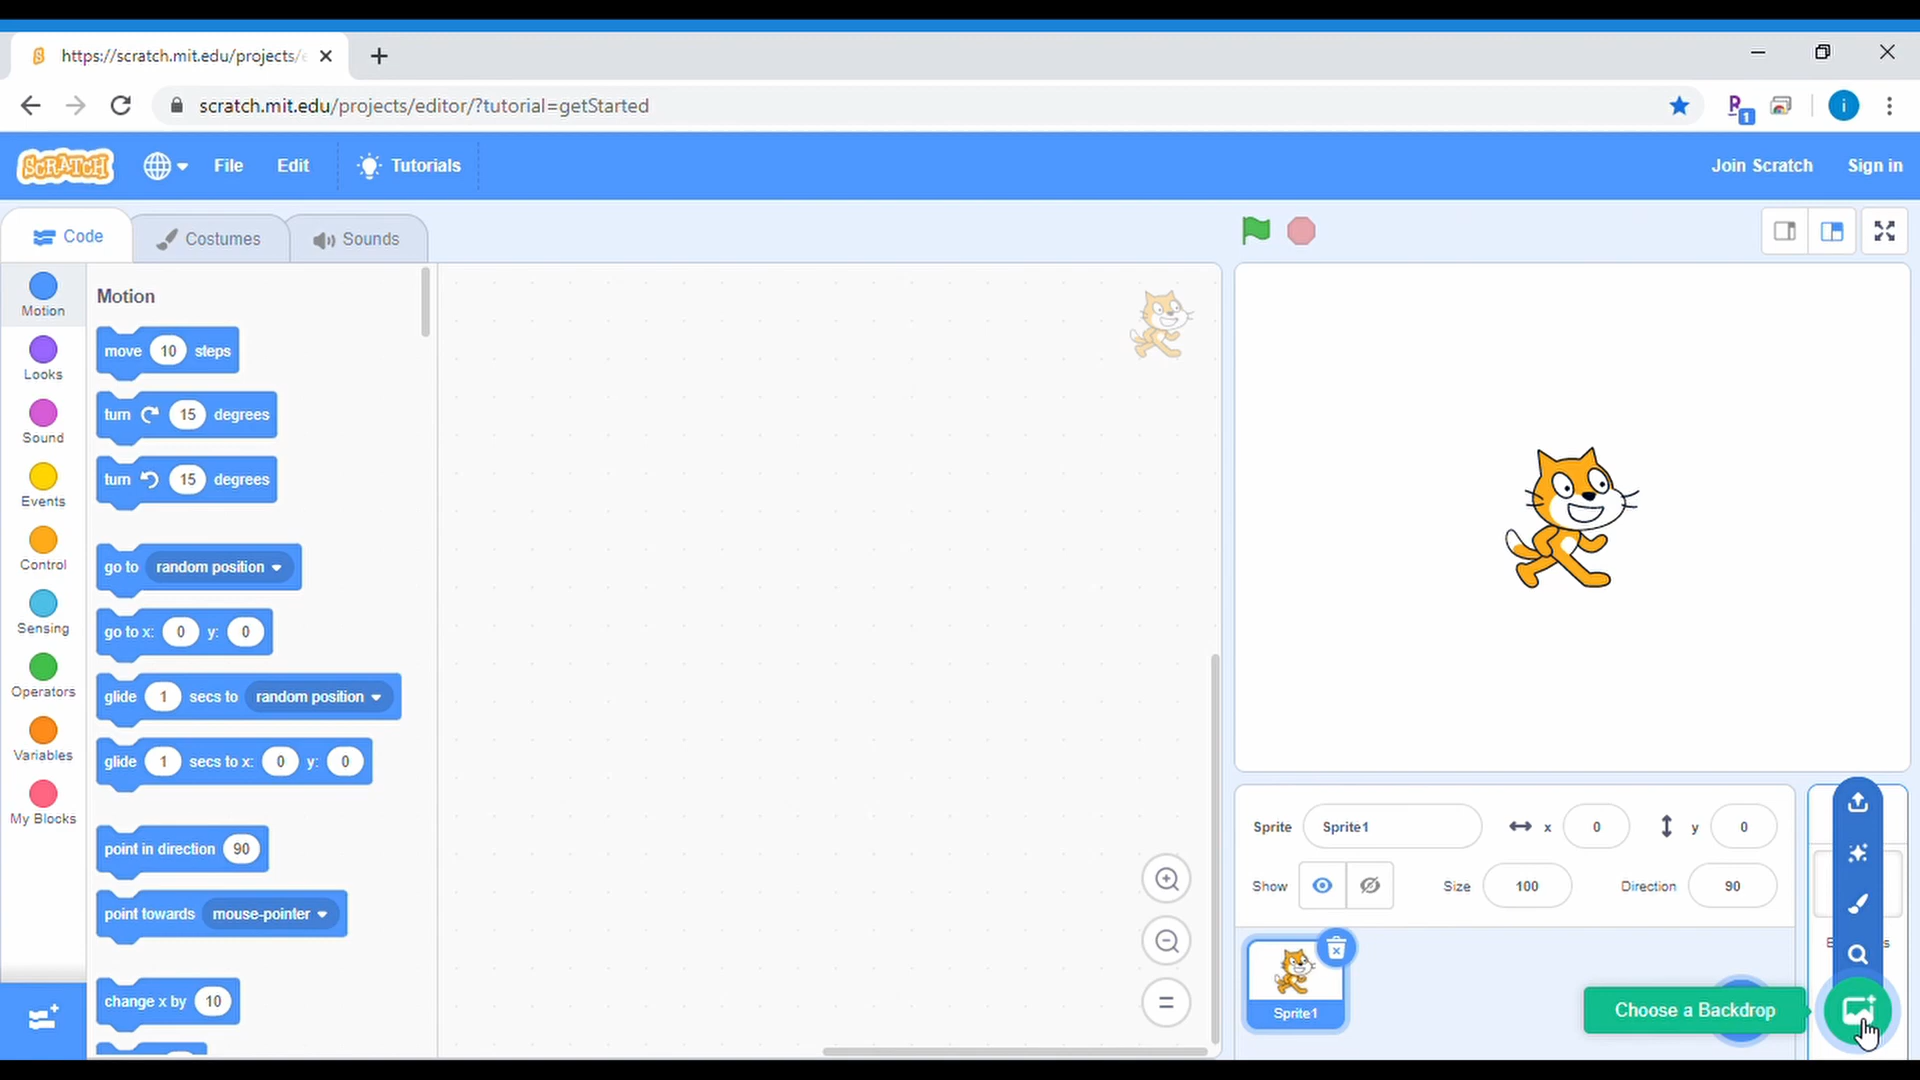 https://scratch.mit.edu/projects/
scratch.mit.edu/projects/editor/?tutorial=getStarted
1
i
SCRATCH
File
Edit
Tutorials
Join Scratch
Sign in
Code
Costumes
Sounds
Motion
Looks
Sound
Events
Control
Sensing
Operators
Variables
My Blocks
Motion
move 10 steps
turn 15 degrees
turn 15 degrees
go to random position
go to x: 0 y: 0
glide 1 secs to random position
glide 1 secs to x: 0 y: 0
point in direction 90
point towards mouse-pointer
change x by 10
Sprite Sprite1 x 0 y 0
Show Size 100 Direction 90
Sprite1
Choose a Backdrop